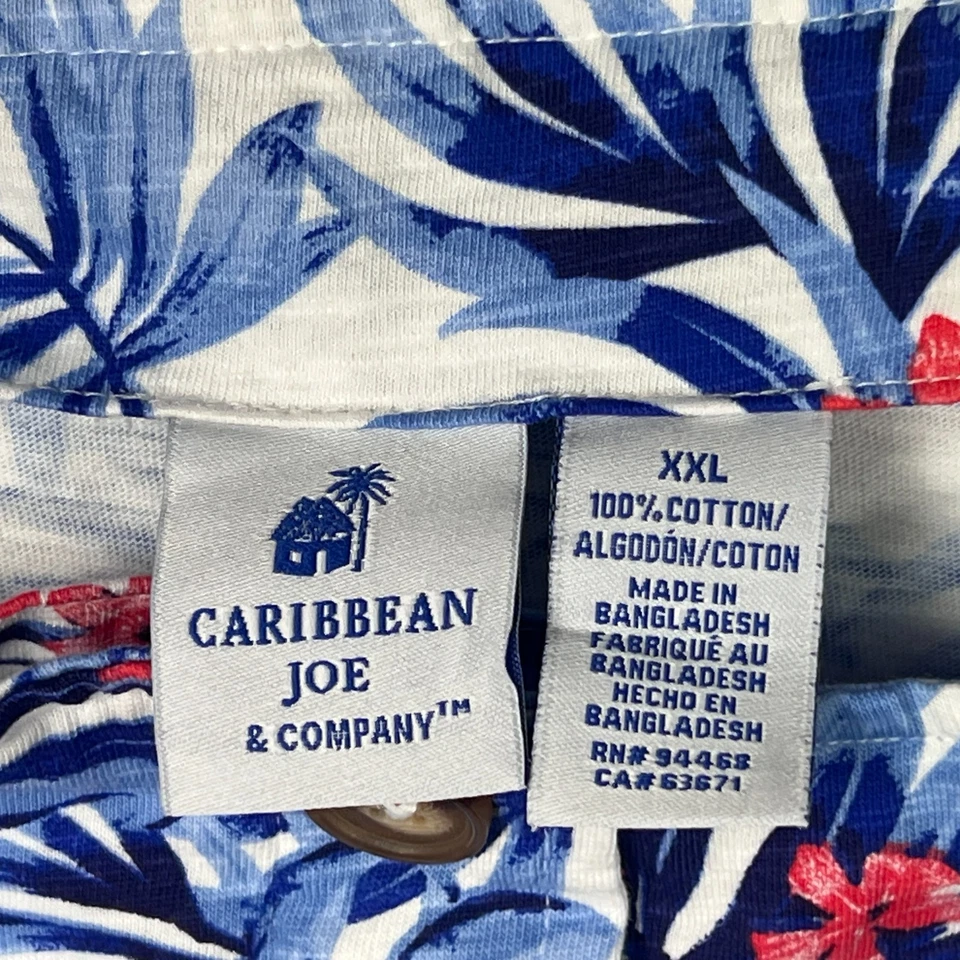 CARIBBEAN
JOE
& COMPANY™
XXL
100% COTTON/
ALGODÓN/COTON
MADE IN
BANGLADESH
FABRIQUÉ AU
BANGLADESH
HECHO EN
BANGLADESH
RN# 94468
CA# 63671